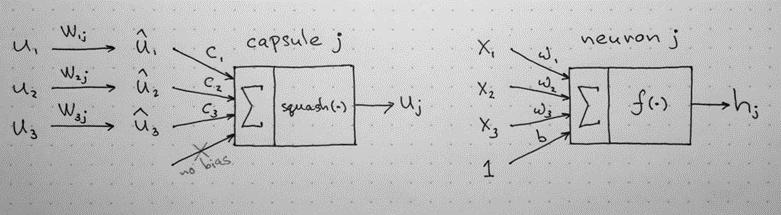 capsule j
u₁ W₁ⱼ û₁ c₁
u₂ W₂ⱼ û₂ c₂
u₃ W₃ⱼ û₃ c₃
Σ squash(·) uⱼ
no bias
neuron j
x₁ w₁
x₂ w₂
x₃ w₃
1 b
Σ f(·) hⱼ